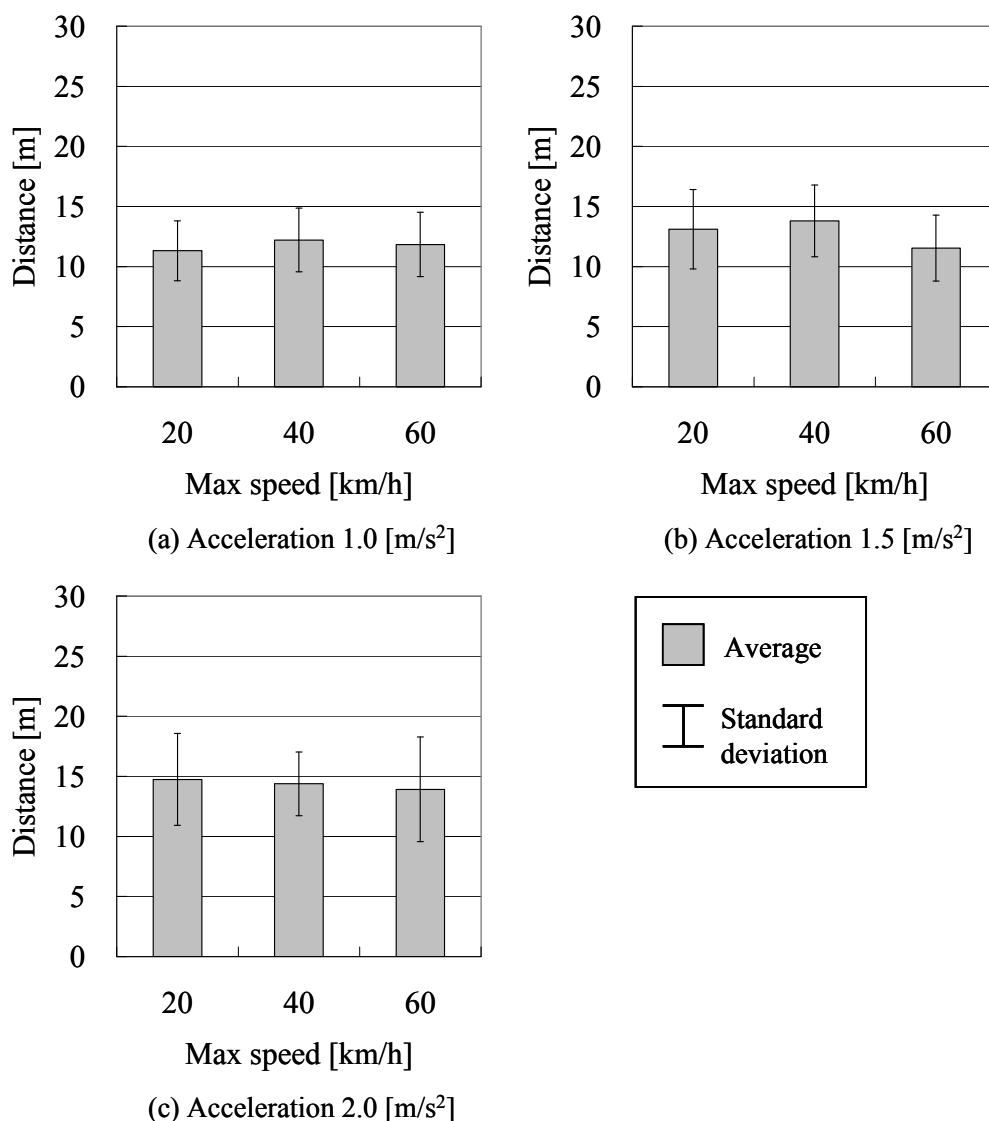 30
25
20
15
10
5
0
Distance [m]
20 40 60
Max speed [km/h]
(a) Acceleration 1.0 [m/s²]
30
25
20
15
10
5
0
Distance [m]
20 40 60
Max speed [km/h]
(b) Acceleration 1.5 [m/s²]
30
25
20
15
10
5
0
Distance [m]
20 40 60
Max speed [km/h]
(c) Acceleration 2.0 [m/s²]
Average
Standard
deviation